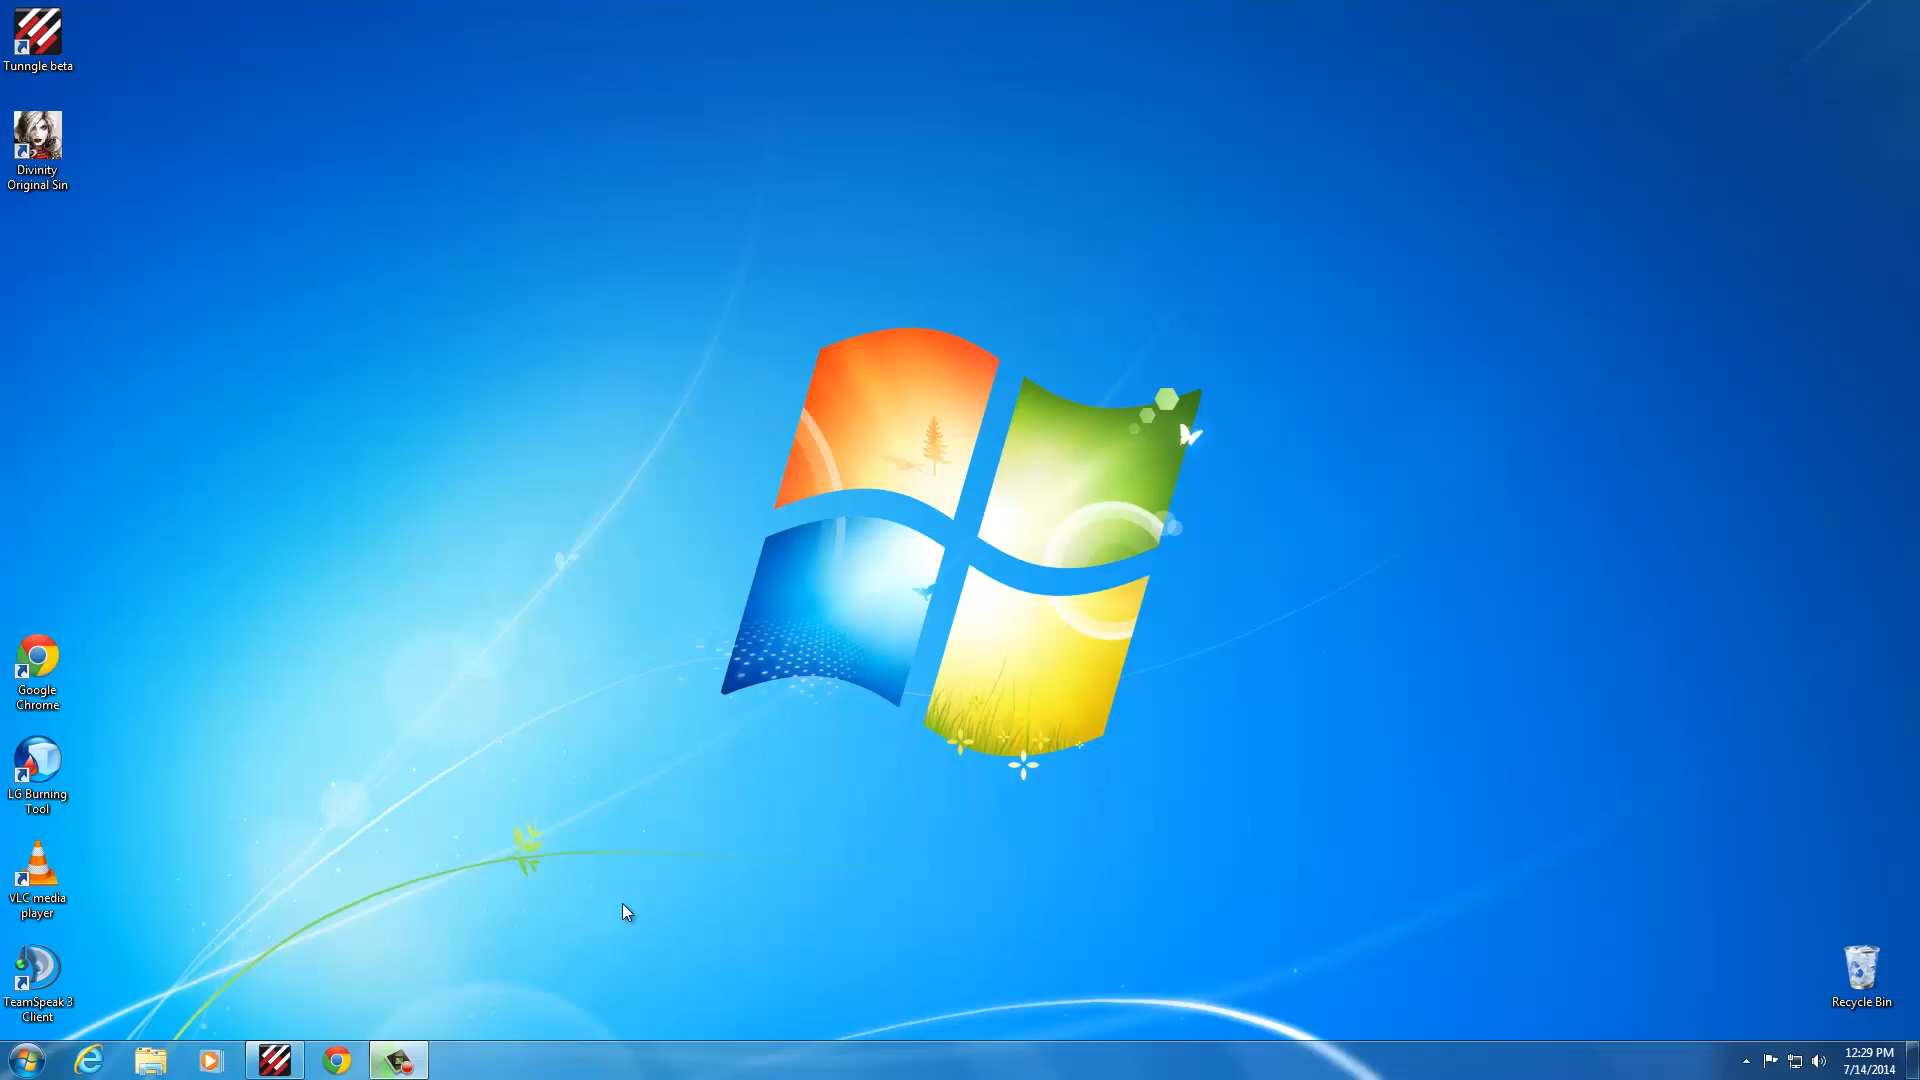 Tunngle beta
Divinity
Original Sin
Google
Chrome
LG Burning
Tool
VLC media
player
TeamSpeak 3
Client
Recycle Bin
12:29 PM
7/14/2014